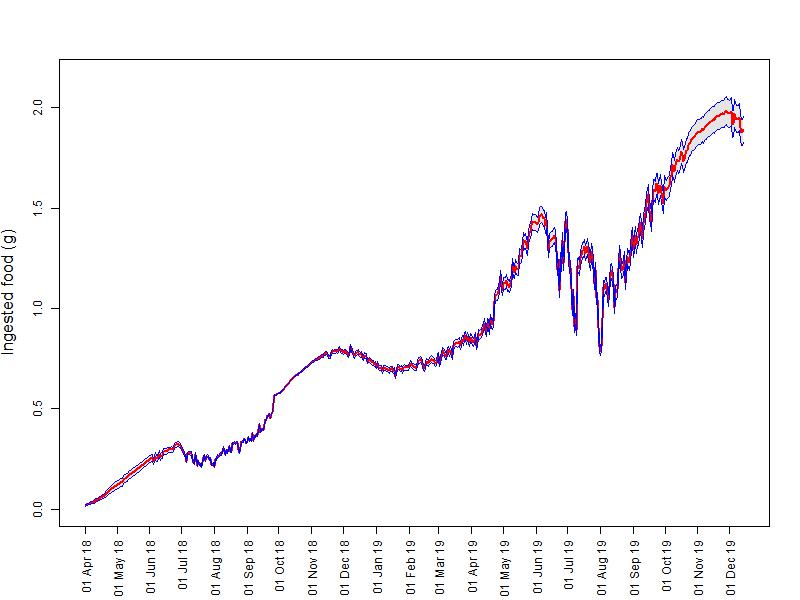 Ingested food (g)
2.0
1.5
1.0
0.5
0.0
01 Apr 18
01 May 18
01 Jun 18
01 Jul 18
01 Aug 18
01 Sep 18
01 Oct 18
01 Nov 18
01 Dec 18
01 Jan 19
01 Feb 19
01 Mar 19
01 Apr 19
01 May 19
01 Jun 19
01 Jul 19
01 Aug 19
01 Sep 19
01 Oct 19
01 Nov 19
01 Dec 19